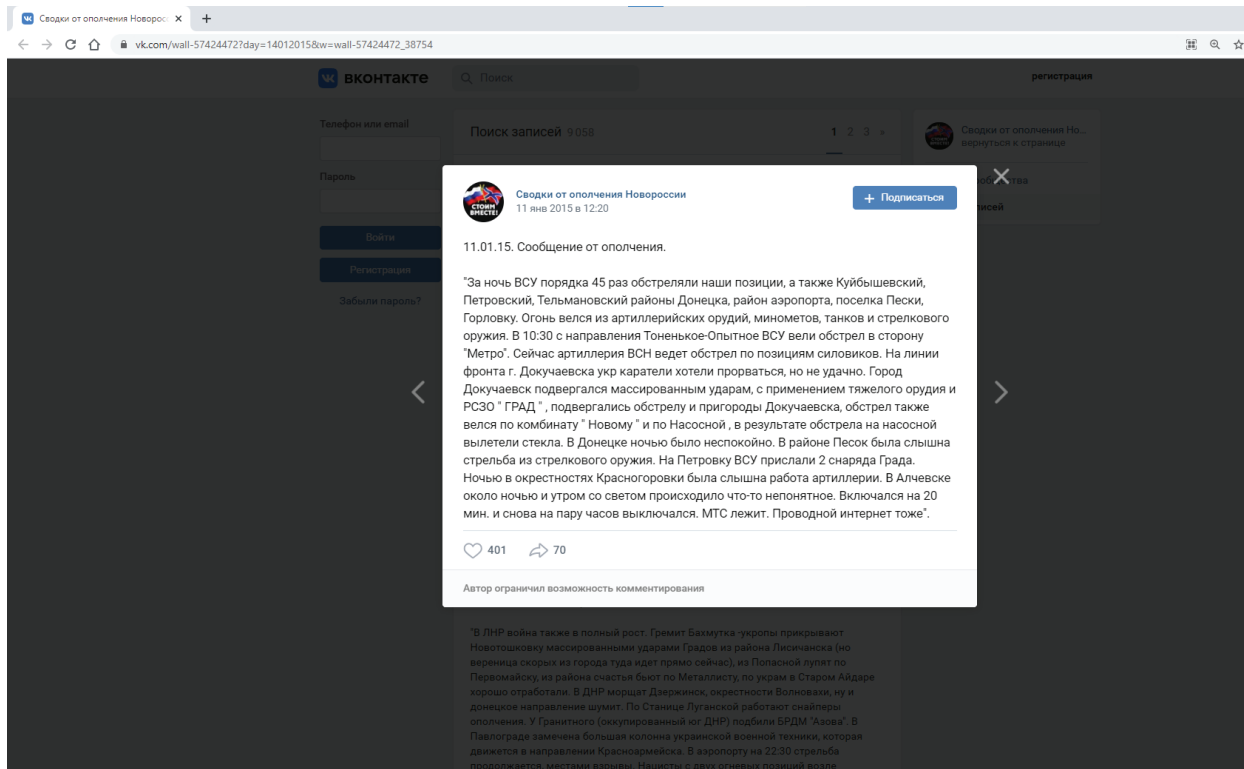 Сводки от ополчения Новорос
vk.com/wall-57424472?day=14012015&w=wall-57424472_38754
вконтакте
Поиск
регистрация
Телефон или email
Поиск записей 9 058
1 2 3 »
Сводки от ополчения Но...
вернуться к странице
Пароль
Войти
Регистрация
Забыли пароль?
СТОИМ
ВМЕСТЕ!
Сводки от ополчения Новороссии
11 янв 2015 в 12:20
Подписаться
11.01.15. Сообщение от ополчения.
"За ночь ВСУ порядка 45 раз обстреляли наши позиции, а также Куйбышевский,
Петровский, Тельмановский районы Донецка, район аэропорта, поселка Пески,
Горловку. Огонь велся из артиллерийских орудий, минометов, танков и стрелкового
оружия. В 10:30 с направления Тоненькое-Опытное ВСУ вели обстрел в сторону
"Метро". Сейчас артиллерия ВСН ведет обстрел по позициям силовиков. На линии
фронта г. Докучаевска укр каратели хотели прорваться, но не удачно. Город
Докучаевск подвергался массированным ударам, с применением тяжелого орудия и
РСЗО " ГРАД " , подвергались обстрелу и пригороды Докучаевска, обстрел также
велся по комбинату " Новому " и по Насосной , в результате обстрела на насосной
вылетели стекла. В Донецке ночью было неспокойно. В районе Песок была слышна
стрельба из стрелкового оружия. На Петровку ВСУ прислали 2 снаряда Града.
Ночью в окрестностях Красногоровки была слышна работа артиллерии. В Алчевске
около ночью и утром со светом происходило что-то непонятное. Включался на 20
мин. и снова на пару часов выключался. МТС лежит. Проводной интернет тоже".
401 70
Автор ограничил возможность комментирования
"В ЛНР война также в полный рост. Гремит Бахмутка -укропы прикрывают
Новотошковку массированными ударами Градов из района Лисичанска (но
вереница скорых из города туда идет прямо сейчас), из Попасной лупят по
Первомайску, из района счастья бьют по Металлисту, по украм в Старом Айдаре
хорошо отработали. В ДНР морщат Дзержинск, окрестности Волновахи, ну и
донецкое направление шумит. По Станице Луганской работают снайперы
ополчения. У Гранитного (оккупированный юг ДНР) подбили БРДМ "Азова". В
Павлограде замечена большая колонна украинской военной техники, которая
движется в направлении Красноармейска. В аэропорту на 22:30 стрельба
продолжается, местами взрывы. Нацисты с двух огневых позиций возле